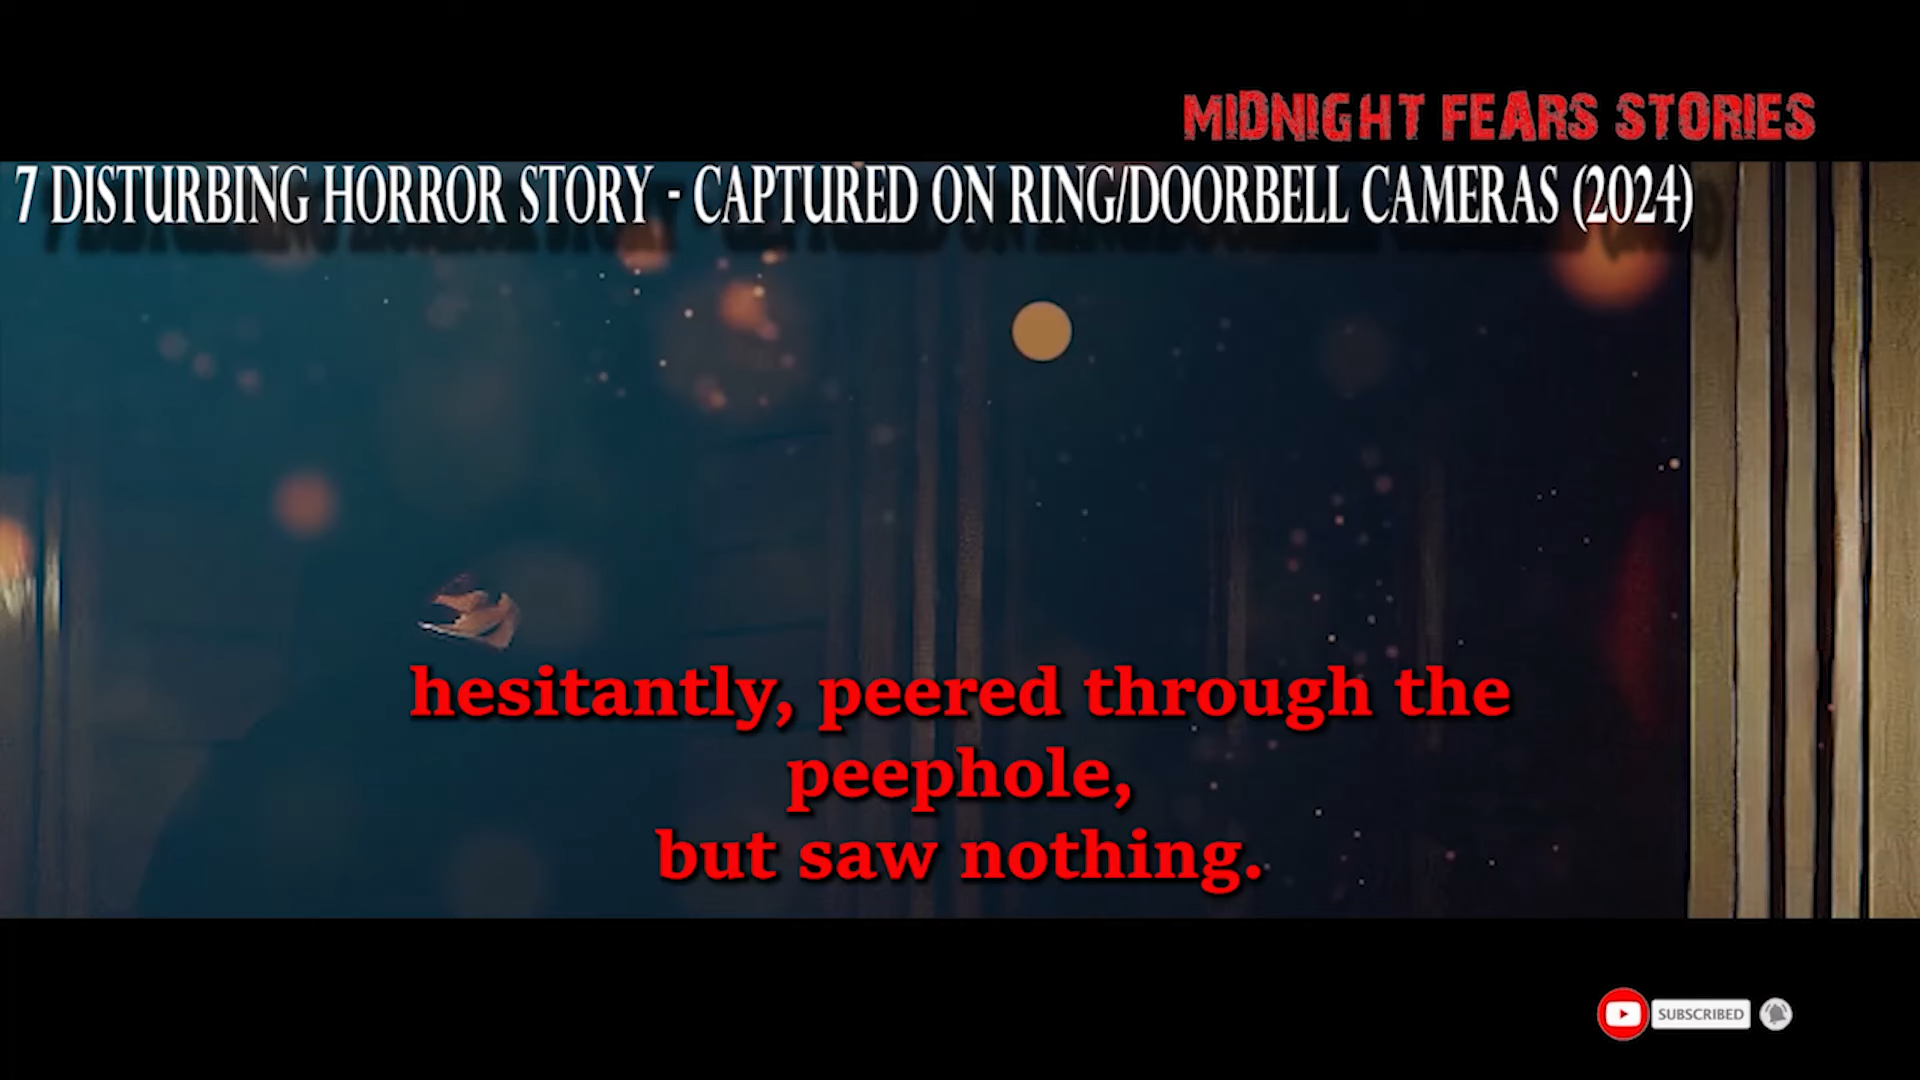 MIDNIGHT FEARS STORIES
7 DISTURBING HORROR STORY - CAPTURED ON RING/DOORBELL CAMERAS (2024)
hesitantly, peered through the
peephole,
but saw nothing.
SUBSCRIBED